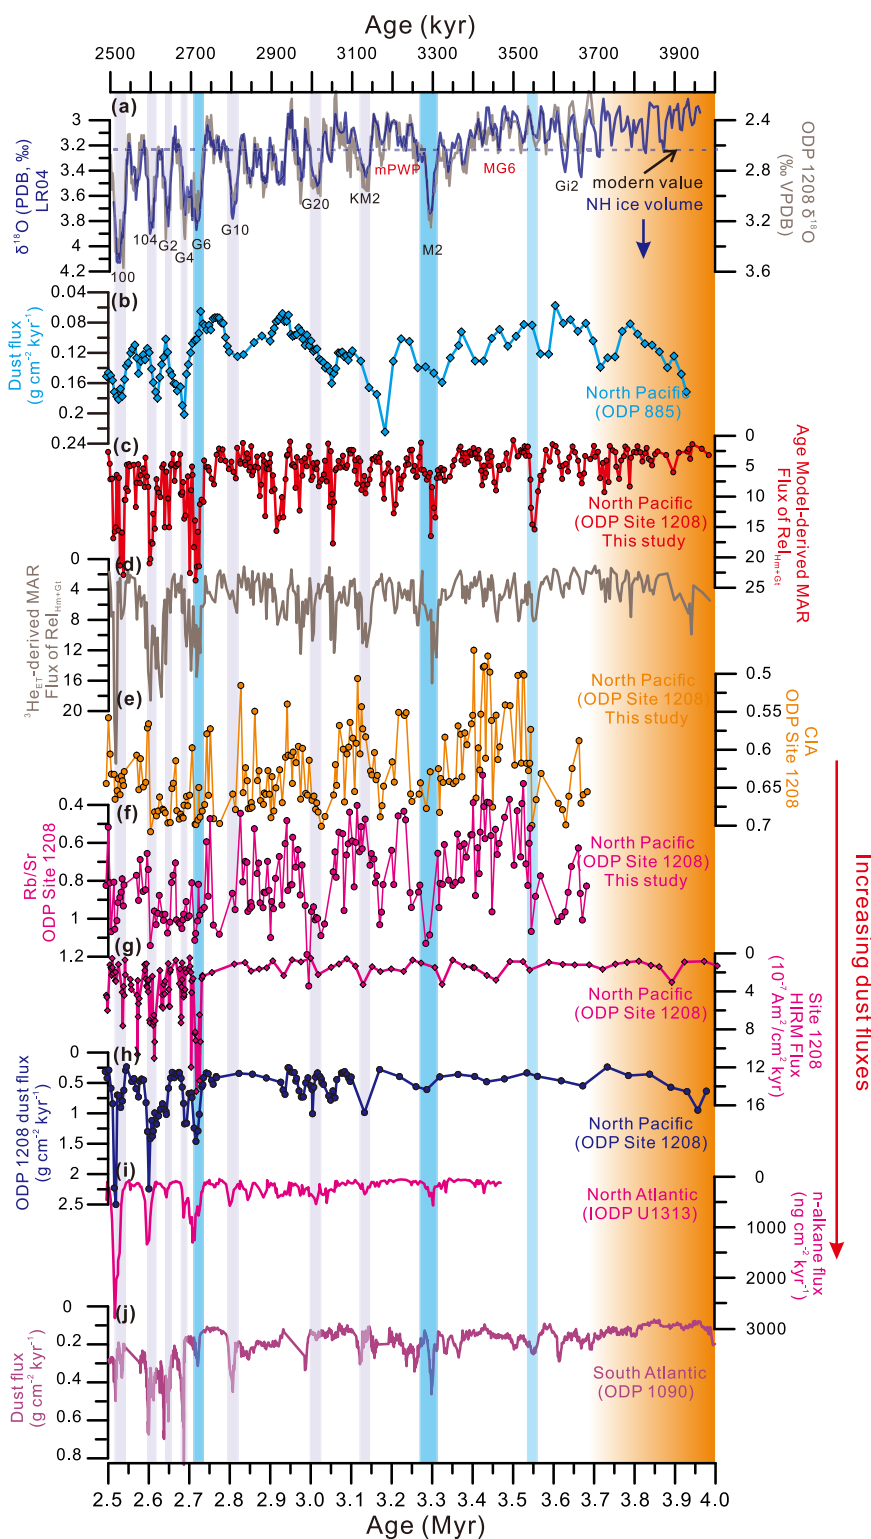 Age (kyr)
2500 2700 2900 3100 3300 3500 3700 3900
(a)
3
3.2
3.4
3.6
3.8
4
4.2
δ¹⁸O (PDB, ‰)
LR04
2.4
2.8
3.2
3.6
ODP 1208 δ¹⁸O
(‰ VPDB)
mPWP
MG6
modern value
NH ice volume
100
104
G2
G4
G6
G10
G20
KM2
M2
Gi2
(b)
0.04
0.08
0.12
0.16
0.2
0.24
Dust flux
(g cm⁻² kyr⁻¹)
North Pacific
(ODP 885)
(c)
0
5
10
15
20
25
Age Model-derived MAR
Flux of Rel Hm+Gt
North Pacific
(ODP Site 1208)
This study
(d)
0
4
8
12
16
20
³He ET-derived MAR
Flux of Rel Hm+Gt
North Pacific
(ODP Site 1208)
This study
(e)
0.5
0.55
0.6
0.65
0.7
CIA
ODP Site 1208
(f)
0.4
0.6
0.8
1
1.2
Rb/Sr
ODP Site 1208
North Pacific
(ODP Site 1208)
This study
(g)
0
4
8
12
16
Site 1208
HIRM Flux
(10⁻⁷Am²/cm² kyr)
North Pacific
(ODP Site 1208)
(h)
0
0.5
1
1.5
2
2.5
ODP 1208 dust flux
(g cm⁻² kyr⁻¹)
North Pacific
(ODP Site 1208)
(i)
0
1000
2000
3000
n-alkane flux
(ng cm⁻² kyr⁻¹)
North Atlantic
(IODP U1313)
(j)
0
0.2
0.4
0.6
0.8
Dust flux
(g cm⁻² kyr⁻¹)
South Atlantic
(ODP 1090)
Increasing dust fluxes
2.5 2.6 2.7 2.8 2.9 3.0 3.1 3.2 3.3 3.4 3.5 3.6 3.7 3.8 3.9 4.0
Age (Myr)